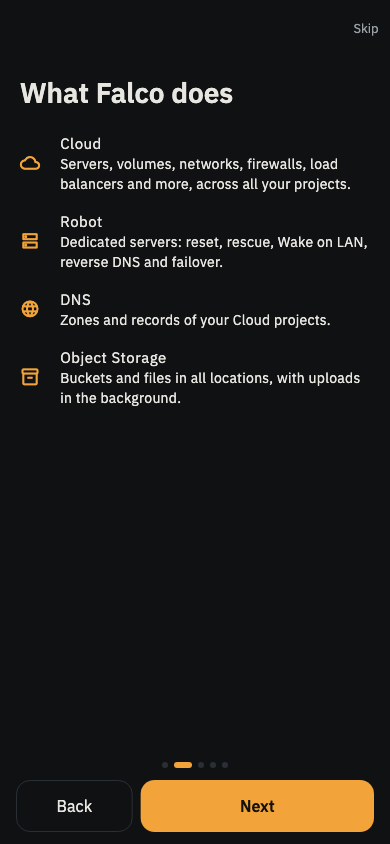 Skip
What Falco does
Cloud
Servers, volumes, networks, firewalls, load
balancers and more, across all your projects.
Robot
Dedicated servers: reset, rescue, Wake on LAN,
reverse DNS and failover.
DNS
Zones and records of your Cloud projects.
Object Storage
Buckets and files in all locations, with uploads
in the background.
Back
Next